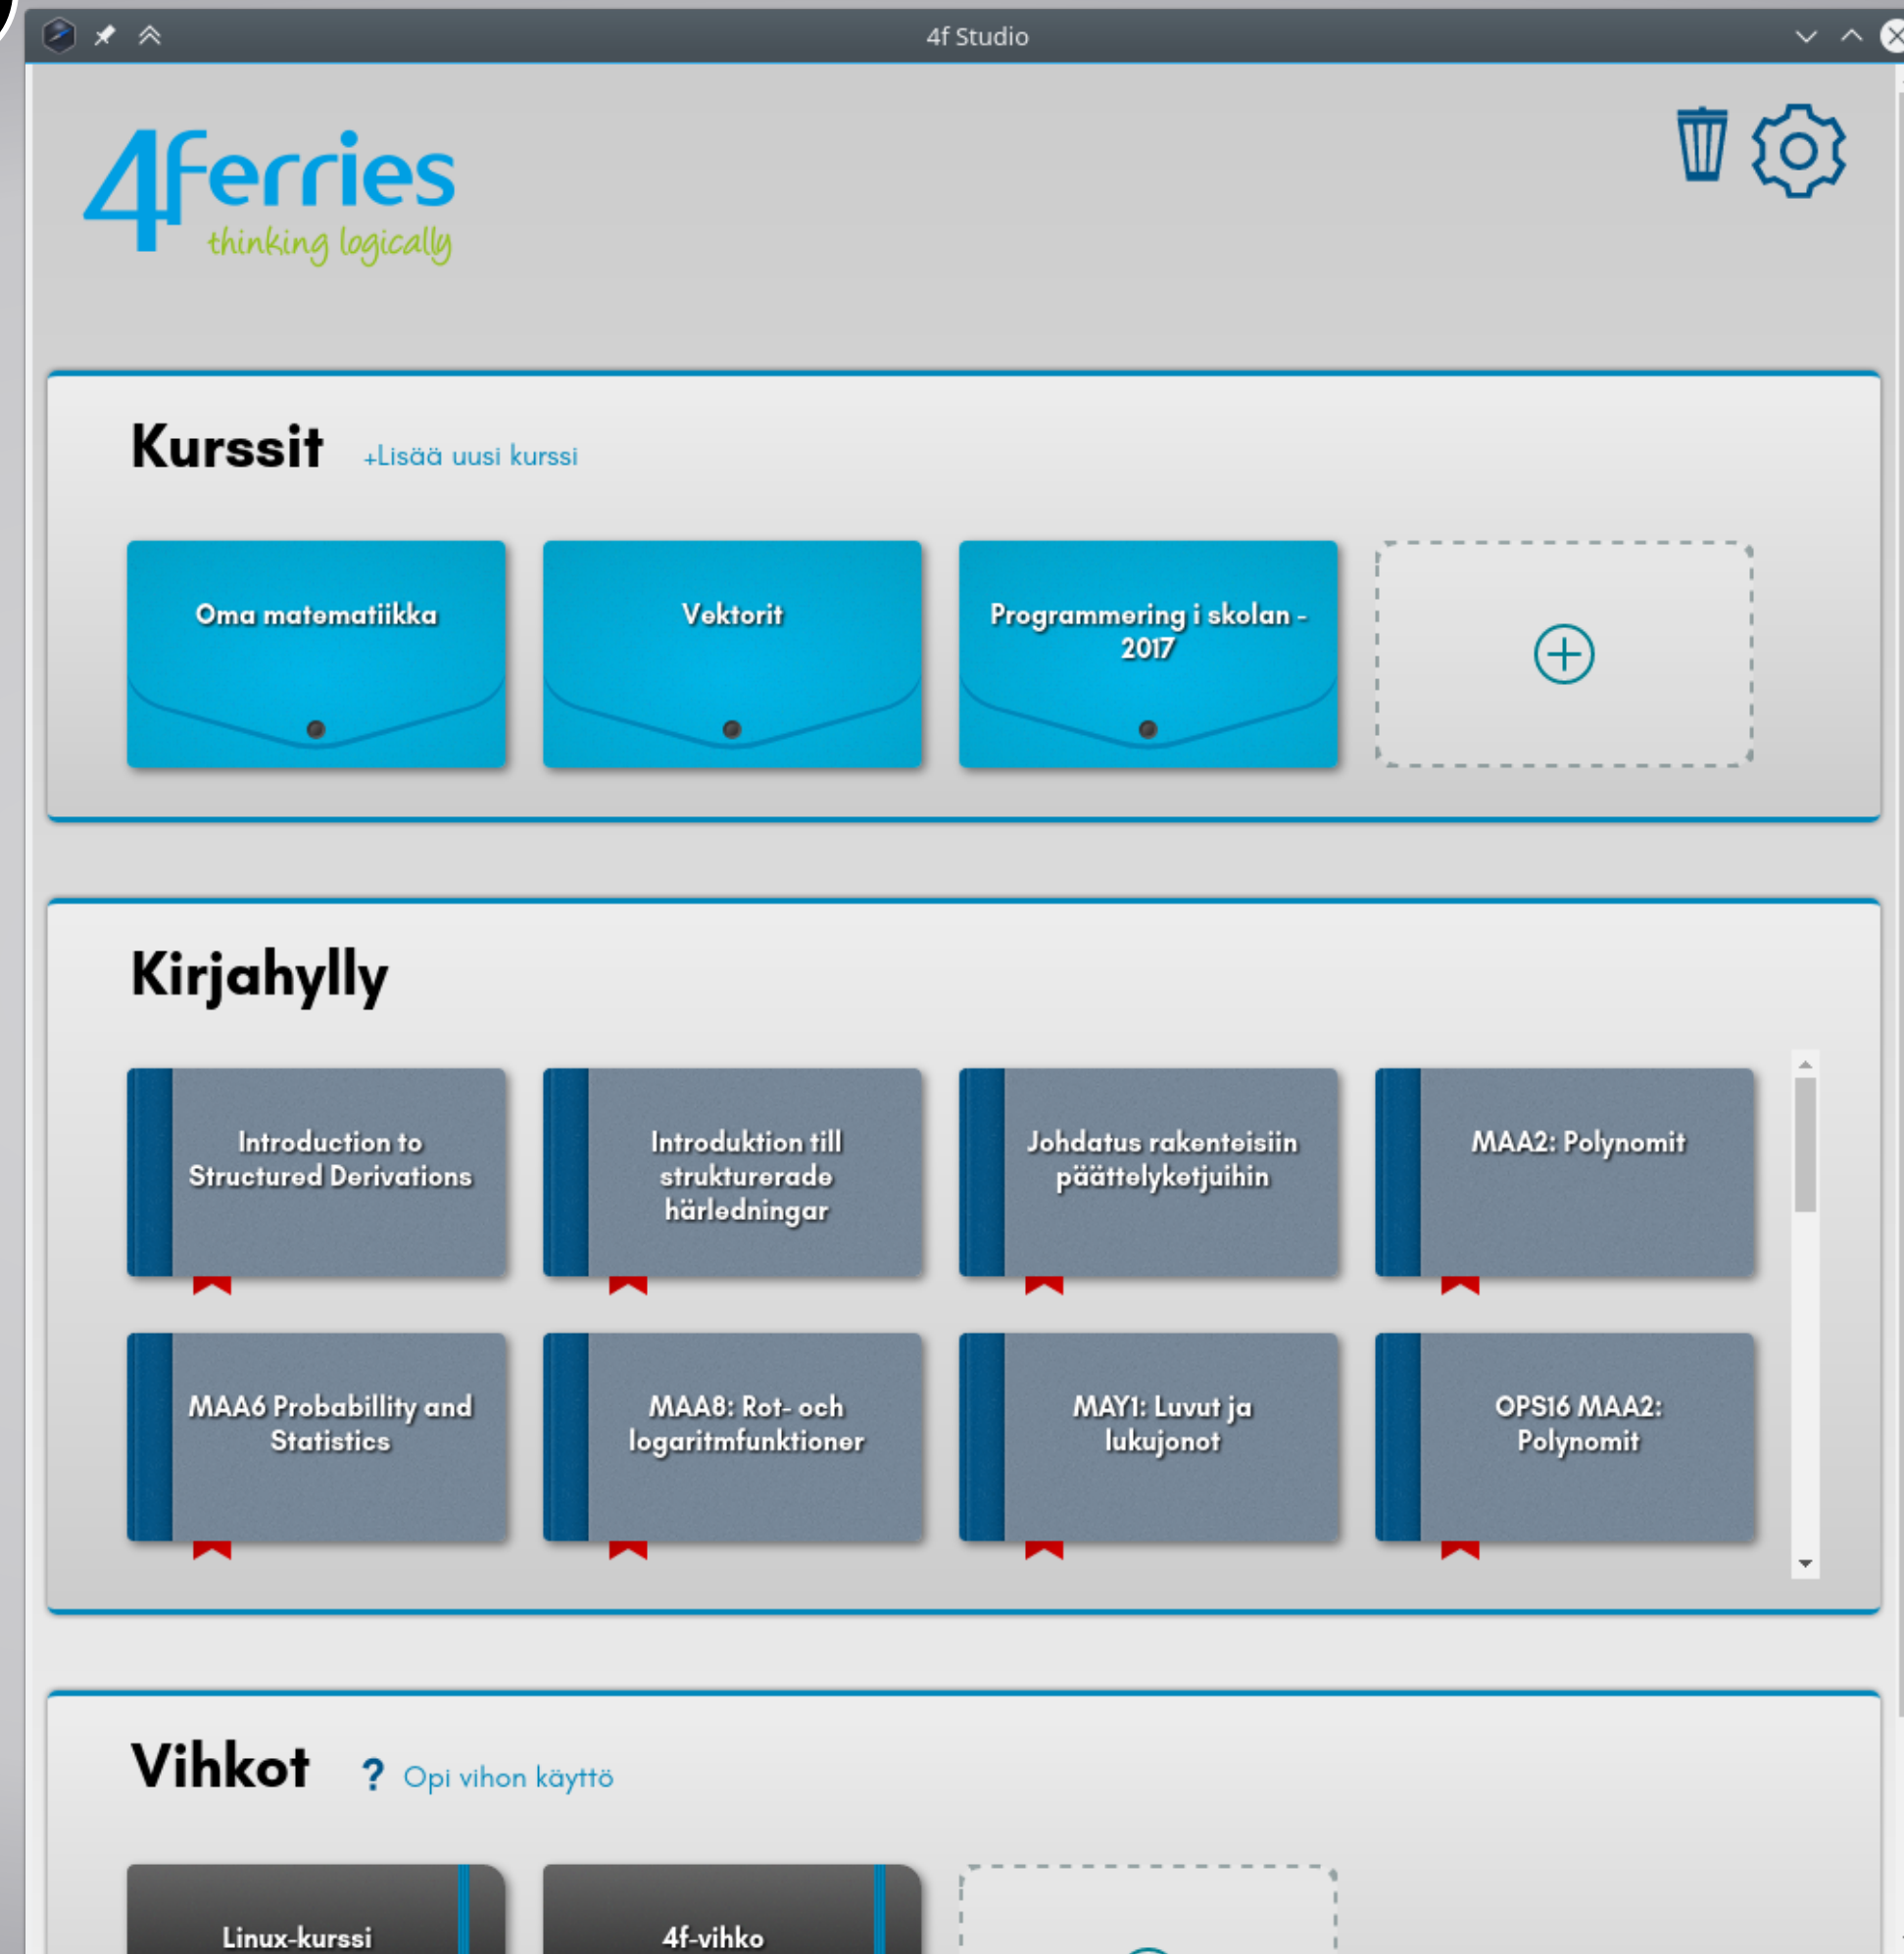 4f Studio
4ferries
thinking logically
Kurssit
+Lisää uusi kurssi
Oma matematiikka
Vektorit
Programmering i skolan -
2017
Kirjahylly
Introduction to
Structured Derivations
Introduktion till
strukturerade
härledningar
Johdatus rakenteisiin
päättelyketjuihin
MAA2: Polynomit
MAA6 Probabillity and
Statistics
MAA8: Rot- och
logaritmfunktioner
MAY1: Luvut ja
lukujonot
OPS16 MAA2:
Polynomit
Vihkot
? Opi vihon käyttö
Linux-kurssi
4f-vihko